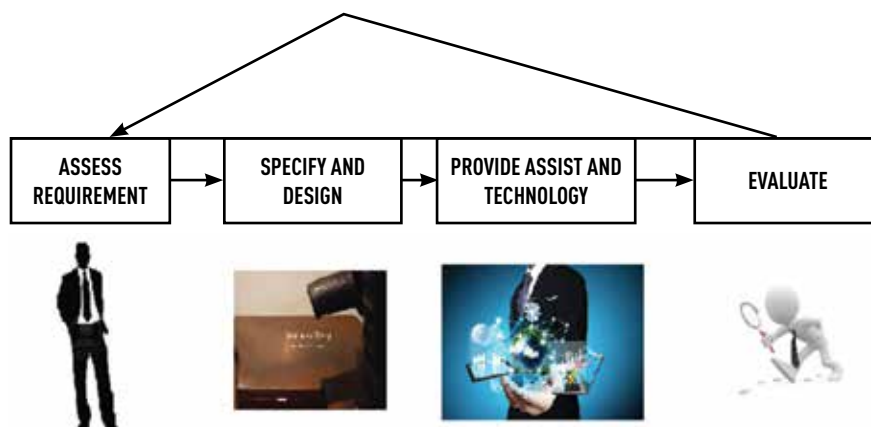 ASSESS
REQUIREMENT
SPECIFY AND
DESIGN
PROVIDE ASSIST AND
TECHNOLOGY
EVALUATE